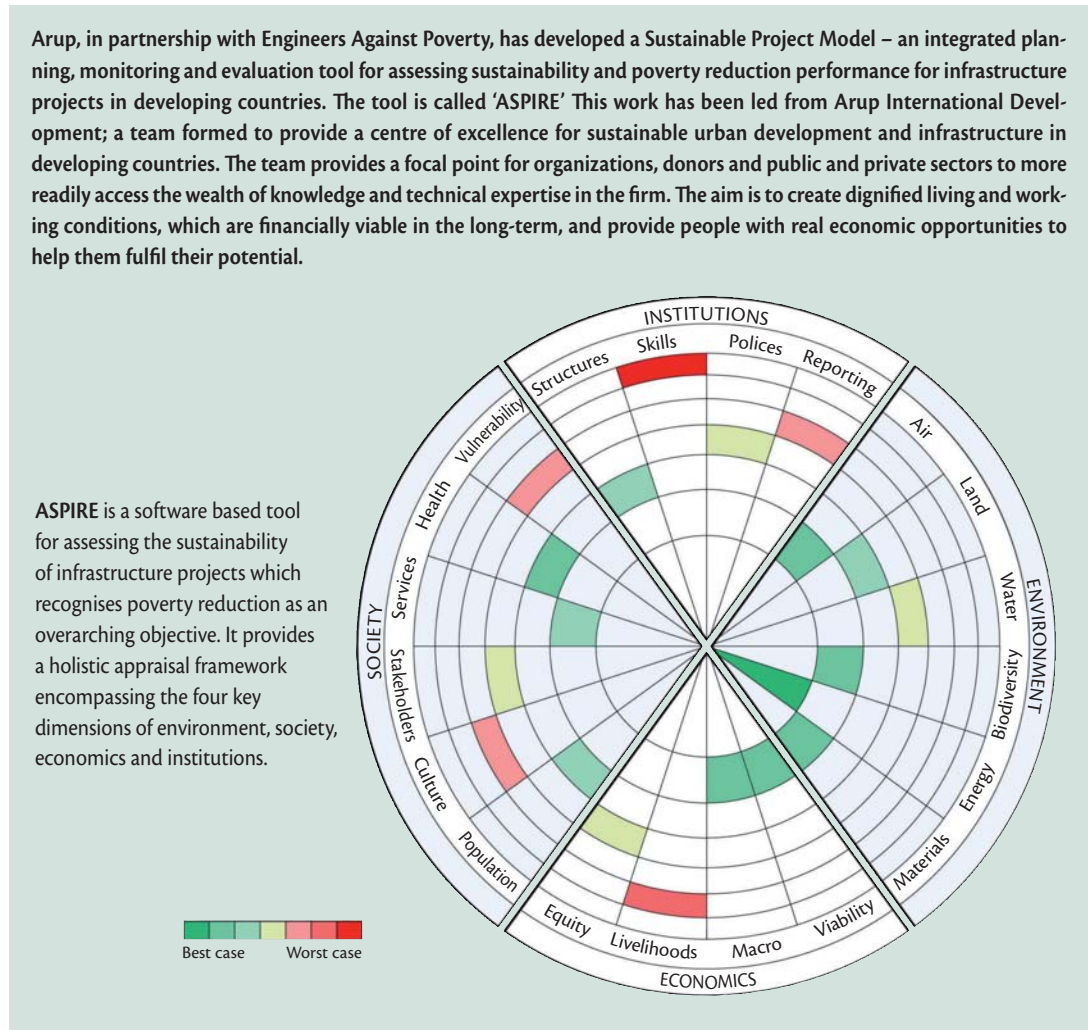 Arup, in partnership with Engineers Against Poverty, has developed a Sustainable Project Model – an integrated plan-
ning, monitoring and evaluation tool for assessing sustainability and poverty reduction performance for infrastructure
projects in developing countries. The tool is called ‘ASPIRE’ This work has been led from Arup International Devel-
opment; a team formed to provide a centre of excellence for sustainable urban development and infrastructure in
developing countries. The team provides a focal point for organizations, donors and public and private sectors to more
readily access the wealth of knowledge and technical expertise in the firm. The aim is to create dignified living and work-
ing conditions, which are financially viable in the long-term, and provide people with real economic opportunities to
help them fulfil their potential.
ASPIRE is a software based tool
for assessing the sustainability
of infrastructure projects which
recognises poverty reduction as an
overarching objective. It provides
a holistic appraisal framework
encompassing the four key
dimensions of environment, society,
economics and institutions.
INSTITUTIONS
Structures
Skills
Polices
Reporting
ENVIRONMENT
Air
Land
Water
Biodiversity
Energy
Materials
ECONOMICS
Viability
Macro
Livelihoods
Equity
SOCIETY
Population
Culture
Stakeholders
Services
Health
Vulnerability
Best case
Worst case